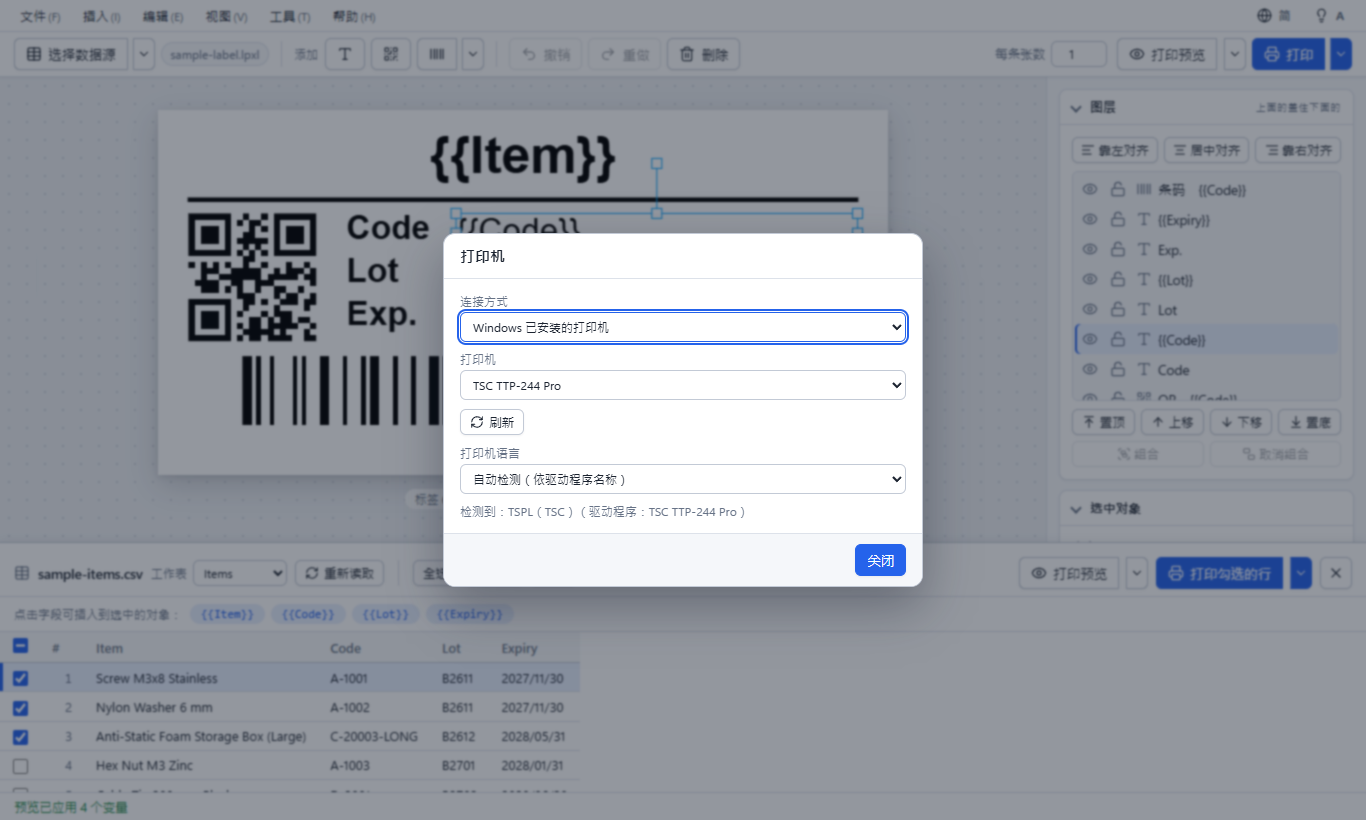 文件(F) 插入(I) 编辑(E) 视图(V) 工具(T) 帮助(H) 简 A
选择数据源 sample-label.lpxl 添加 撤销 重做 删除 每条张数 1 打印预览 打印
{{Item}}
Code {{Code}}
Lot
Exp.
标签
图层 上面的盖住下面的
靠左对齐 居中对齐 靠右对齐
条码 {{Code}}
{{Expiry}}
Exp.
{{Lot}}
Lot
{{Code}}
Code
QR {{Code}}
置顶 上移 下移 置底
组合 取消组合
选中对象
打印机
连接方式
Windows 已安装的打印机
打印机
TSC TTP-244 Pro
刷新
打印机语言
自动检测（依驱动程序名称）
检测到：TSPL（TSC）（驱动程序：TSC TTP-244 Pro）
关闭
sample-items.csv 工作表 Items 重新读取 打印预览 打印勾选的行
点击字段可插入到选中的对象： {{Item}} {{Code}} {{Lot}} {{Expiry}}
# Item Code Lot Expiry
1 Screw M3x8 Stainless A-1001 B2611 2027/11/30
2 Nylon Washer 6 mm A-1002 B2611 2027/11/30
3 Anti-Static Foam Storage Box (Large) C-20003-LONG B2612 2028/05/31
4 Hex Nut M3 Zinc A-1003 B2701 2028/01/31
预览已应用 4 个变量